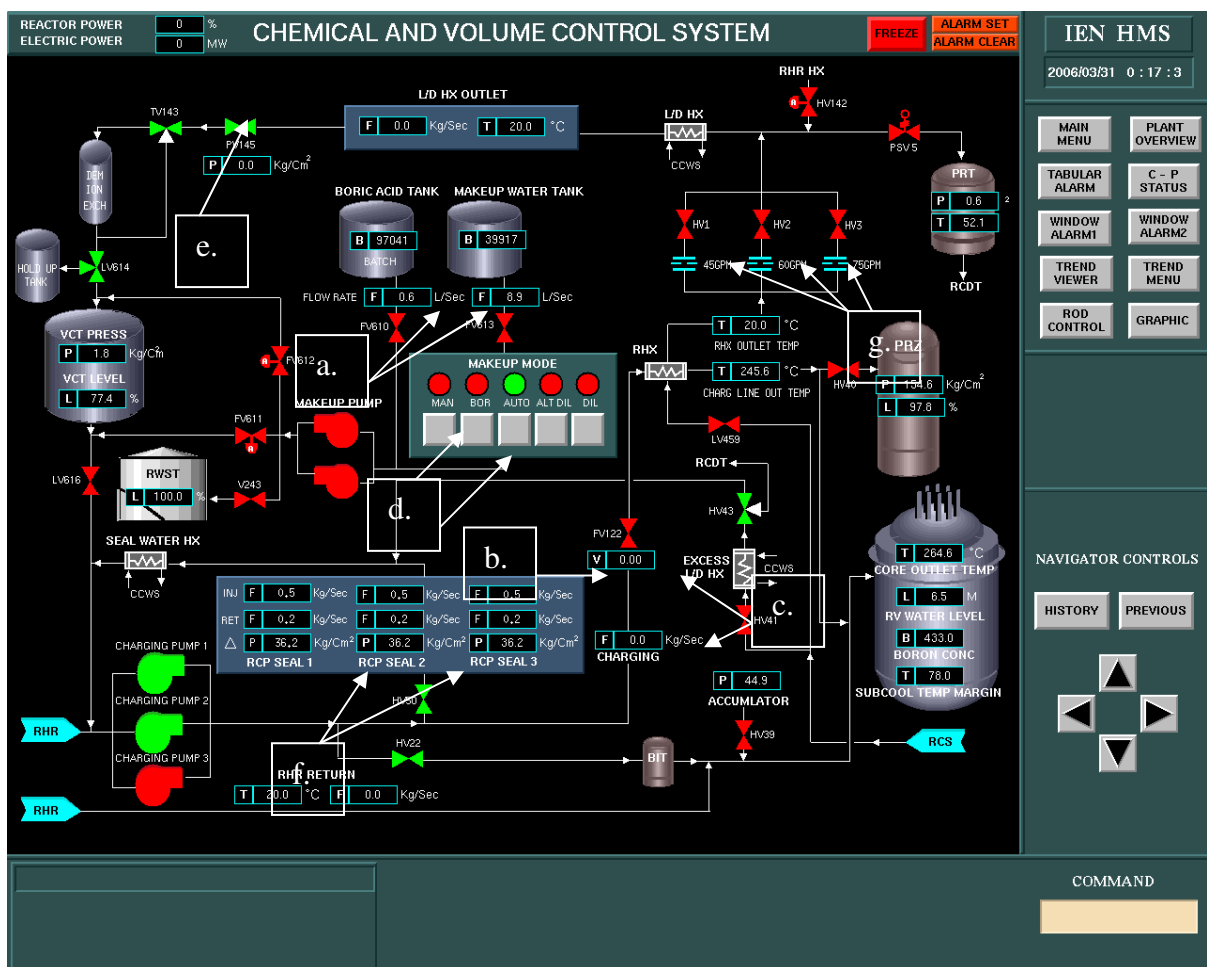 REACTOR POWER 0 %
ELECTRIC POWER 0 MW
CHEMICAL AND VOLUME CONTROL SYSTEM
FREEZE
ALARM SET
ALARM CLEAR
IEN HMS
2006/03/31 0 : 17 : 3
MAIN MENU
PLANT OVERVIEW
TABULAR ALARM
C - P STATUS
WINDOW ALARM1
WINDOW ALARM2
TREND VIEWER
TREND MENU
ROD CONTROL
GRAPHIC
NAVIGATOR CONTROLS
HISTORY
PREVIOUS
COMMAND
RHR HX
HV142
L/D HX OUTLET
F 0.0 Kg/Sec T 20.0 °C
L/D HX
CCWS
PSV 5
TV143
PV145
P 0.0 Kg/Cm2
DEM
ION
EXCH
e.
HOLD UP
TANK
LV614
BORIC ACID TANK
B 97041
BATCH
MAKEUP WATER TANK
B 39917
FLOW RATE F 0.6 L/Sec F 8.9 L/Sec
FV610
FV613
PRT
P 0.6 2
T 52.1
RCDT
HV1
HV2
HV3
45GPM
60GPM
75GPM
VCT PRESS
P 1.8 Kg/Cm2
VCT LEVEL
L 77.4 %
FV612
a.
MAKEUP PUMP
MAKEUP MODE
MAN BOR AUTO ALT DIL DIL
RHX
T 20.0 °C
RHX OUTLET TEMP
T 245.6 °C
CHARG LINE OUT TEMP
HV40
g.
PRZ
P 154.6 Kg/Cm2
L 97.8 %
LV459
FV611
LV616
RWST
L 100.0 %
V243
d.
RCDT
HV43
FV122
V 0.00
b.
SEAL WATER HX
CCWS
EXCESS
L/D HX
CCWS
HV41
c.
T 264.6 °C
CORE OUTLET TEMP
L 6.5 M
RV WATER LEVEL
B 433.0
BORON CONC
T 78.0
SUBCOOL TEMP MARGIN
INJ F 0.5 Kg/Sec F 0.5 Kg/Sec F 0.5 Kg/Sec
RET F 0.2 Kg/Sec F 0.2 Kg/Sec F 0.2 Kg/Sec
△ P 36.2 Kg/Cm2 P 36.2 Kg/Cm2 P 36.2 Kg/Cm2
RCP SEAL 1 RCP SEAL 2 RCP SEAL 3
F 0.0 Kg/Sec
CHARGING
CHARGING PUMP 1
CHARGING PUMP 2
CHARGING PUMP 3
HV50
P 44.9
ACCUMLATOR
HV39
RHR
RCS
HV22
BIT
f.
RHR RETURN
T 20.0 °C F 0.0 Kg/Sec
RHR